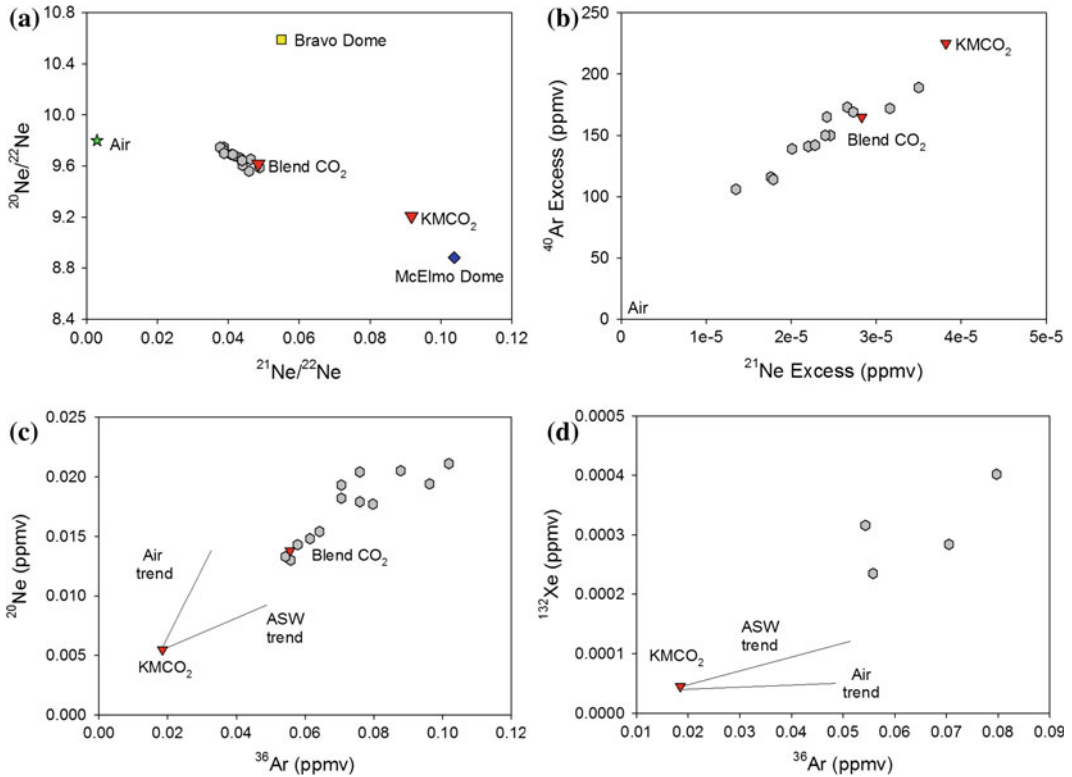 (a)
10.8
10.4
10.0
9.6
9.2
8.8
8.4
²⁰Ne/²²Ne
Bravo Dome
Air
Blend CO₂
KMCO₂
McElmo Dome
0.00 0.02 0.04 0.06 0.08 0.10 0.12
²¹Ne/²²Ne
(b)
250
200
150
100
50
0
⁴⁰Ar Excess (ppmv)
KMCO₂
Blend CO₂
Air
0 1e-5 2e-5 3e-5 4e-5 5e-5
²¹Ne Excess (ppmv)
(c)
0.025
0.020
0.015
0.010
0.005
0.000
²⁰Ne (ppmv)
Blend CO₂
Air
trend
ASW
trend
KMCO₂
0.00 0.02 0.04 0.06 0.08 0.10 0.12
³⁶Ar (ppmv)
(d)
0.0005
0.0004
0.0003
0.0002
0.0001
0.0000
¹³²Xe (ppmv)
ASW
trend
KMCO₂
Air
trend
0.01 0.02 0.03 0.04 0.05 0.06 0.07 0.08 0.09
³⁶Ar (ppmv)